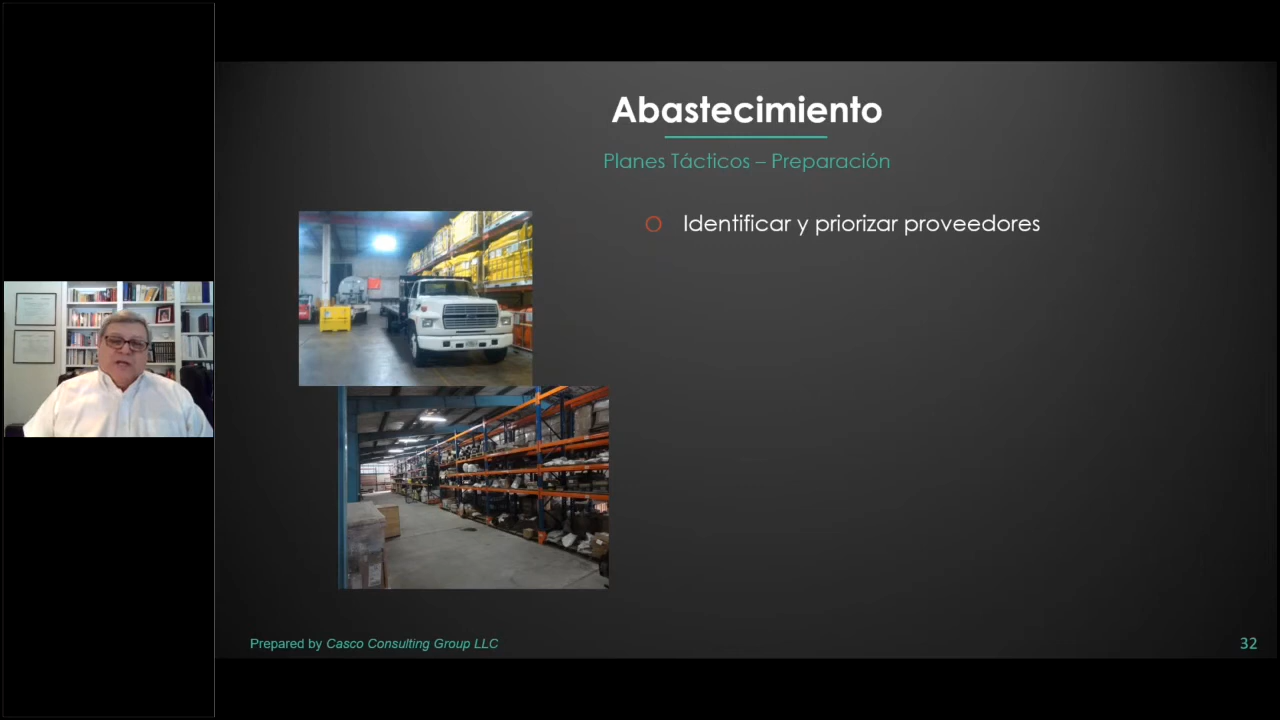 Abastecimiento
Planes Tácticos – Preparación
Identificar y priorizar proveedores
Prepared by Casco Consulting Group LLC
32